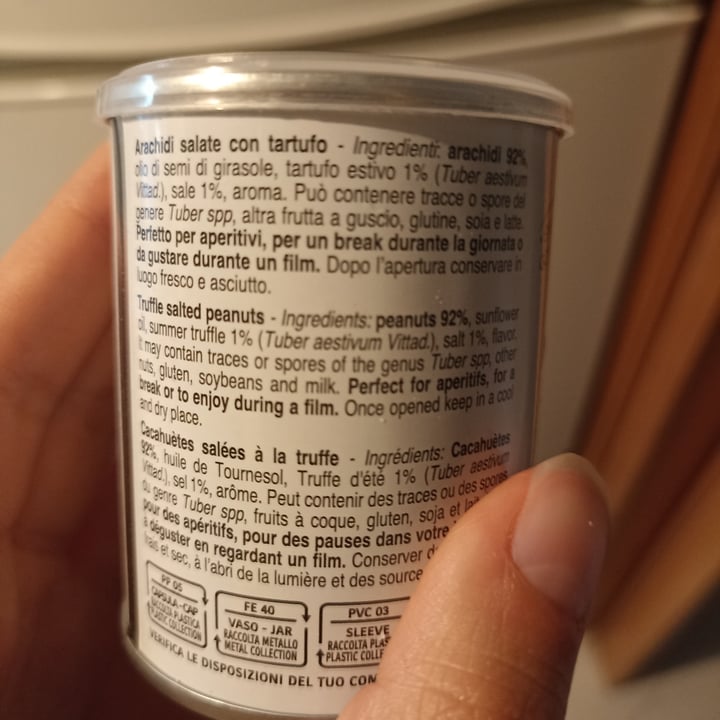 Arachidi salate con tartufo - Ingredienti: arachidi 92%,
olio di semi di girasole, tartufo estivo 1% (Tuber aestivum
Vittad.), sale 1%, aroma. Può contenere tracce o spore del
genere Tuber spp, altra frutta a guscio, glutine, soia e latte.
Perfetto per aperitivi, per un break durante la giornata o
da gustare durante un film. Dopo l'apertura conservare in
luogo fresco e asciutto.
Truffle salted peanuts - Ingredients: peanuts 92%, sunflower
oil, summer truffle 1% (Tuber aestivum Vittad.), salt 1%, flavor.
It may contain traces or spores of the genus Tuber spp, other
nuts, gluten, soybeans and milk. Perfect for aperitifs, for a
break or to enjoy during a film. Once opened keep in a cool
and dry place.
Cacahuètes salées à la truffe - Ingrédients: Cacahuètes
92%, huile de Tournesol, Truffe d'été 1% (Tuber aestivum
Vittad.), sel 1%, arôme. Peut contenir des traces ou des spores
du genre Tuber spp, fruits à coque, gluten, soja et
pour des apéritifs, pour des pauses dans votre
à déguster en regardant un film. Conserver
frais et sec, à l'abri de la lumière et des
PP 05
CAPSULA-CAP
RACCOLTA PLASTICA
PLASTIC COLLECTION
FE 40
VASO - JAR
RACCOLTA METALLO
METAL COLLECTION
PVC 03
SLEEVE
RACCOLTA
PLASTIC
VERIFICA LE DISPOSIZIONI DEL TUO